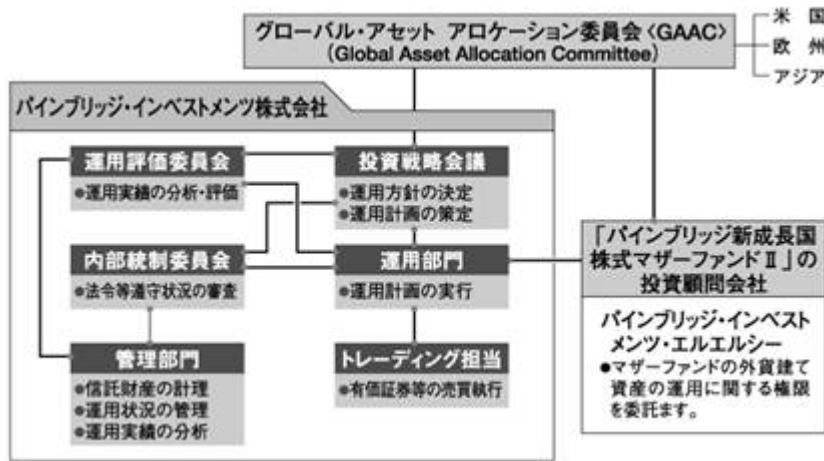 グローバル・アセット アロケーション委員会〈GAAC〉
(Global Asset Allocation Committee)
米 国
欧 州
アジア
パインブリッジ・インベストメンツ株式会社
運用評価委員会
●運用実績の分析・評価
投資戦略会議
●運用方針の決定
●運用計画の策定
内部統制委員会
●法令等遵守状況の審査
運用部門
●運用計画の実行
管理部門
●信託財産の計理
●運用状況の管理
●運用実績の分析
トレーディング担当
●有価証券等の売買執行
「パインブリッジ新成長国
株式マザーファンドⅡ」の
投資顧問会社
パインブリッジ・インベスト
メンツ・エルエルシー
●マザーファンドの外貨建て
資産の運用に関する権限
を委託ます。